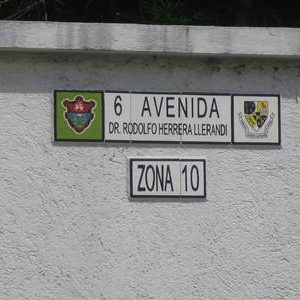 6 AVENIDA
DR. RODOLFO HERRERA LLERANDI
ZONA 10